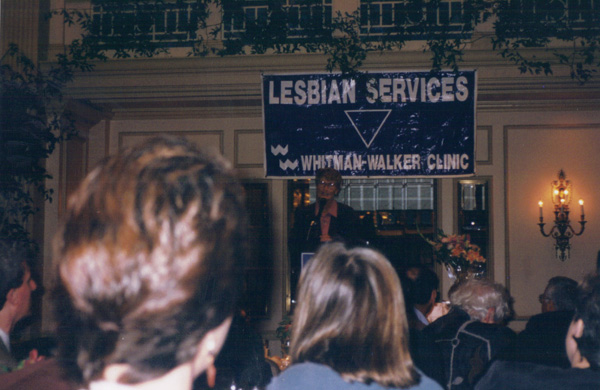 LESBIAN SERVICES
WHITMAN-WALKER CLINIC